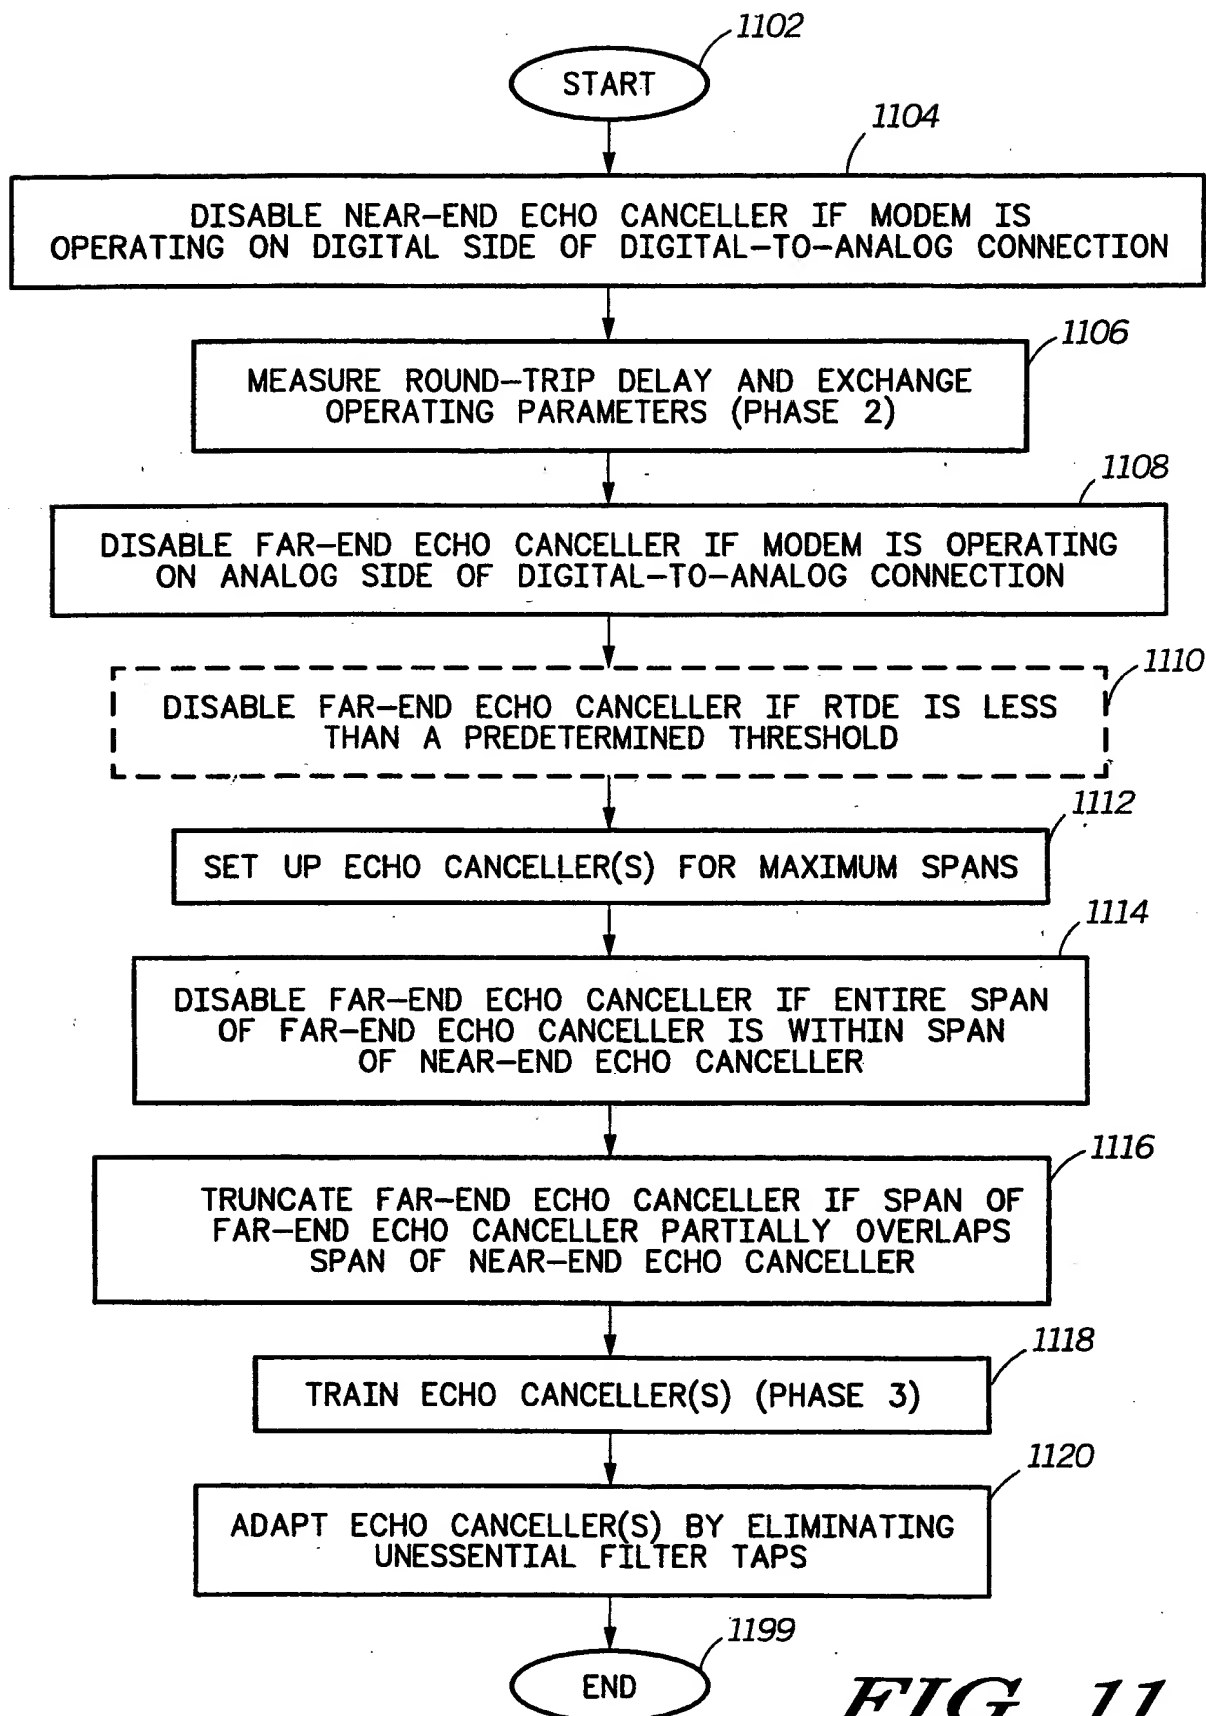 1102
START
1104
DISABLE NEAR-END ECHO CANCELLER IF MODEM IS
OPERATING ON DIGITAL SIDE OF DIGITAL-TO-ANALOG CONNECTION
1106
MEASURE ROUND-TRIP DELAY AND EXCHANGE
OPERATING PARAMETERS (PHASE 2)
1108
DISABLE FAR-END ECHO CANCELLER IF MODEM IS OPERATING
ON ANALOG SIDE OF DIGITAL-TO-ANALOG CONNECTION
1110
DISABLE FAR-END ECHO CANCELLER IF RTDE IS LESS
THAN A PREDETERMINED THRESHOLD
1112
SET UP ECHO CANCELLER(S) FOR MAXIMUM SPANS
1114
DISABLE FAR-END ECHO CANCELLER IF ENTIRE SPAN
OF FAR-END ECHO CANCELLER IS WITHIN SPAN
OF NEAR-END ECHO CANCELLER
1116
TRUNCATE FAR-END ECHO CANCELLER IF SPAN OF
FAR-END ECHO CANCELLER PARTIALLY OVERLAPS
SPAN OF NEAR-END ECHO CANCELLER
1118
TRAIN ECHO CANCELLER(S) (PHASE 3)
1120
ADAPT ECHO CANCELLER(S) BY ELIMINATING
UNESSENTIAL FILTER TAPS
1199
END
FIG. 11